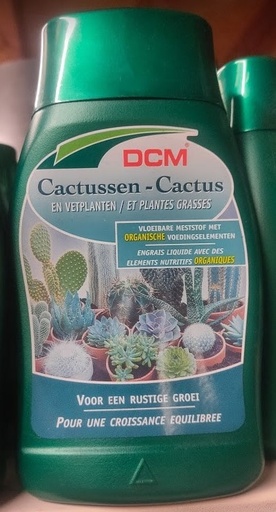 DCM
Cactussen - Cactus
EN VETPLANTEN / ET PLANTES GRASSES
VLOEIBARE MESTSTOF MET
ORGANISCHE VOEDINGSELEMENTEN
ENGRAIS LIQUIDE AVEC DES
ELEMENTS NUTRITIFS ORGANIQUES
VOOR EEN RUSTIGE GROEI
POUR UNE CROISSANCE EQUILIBREE